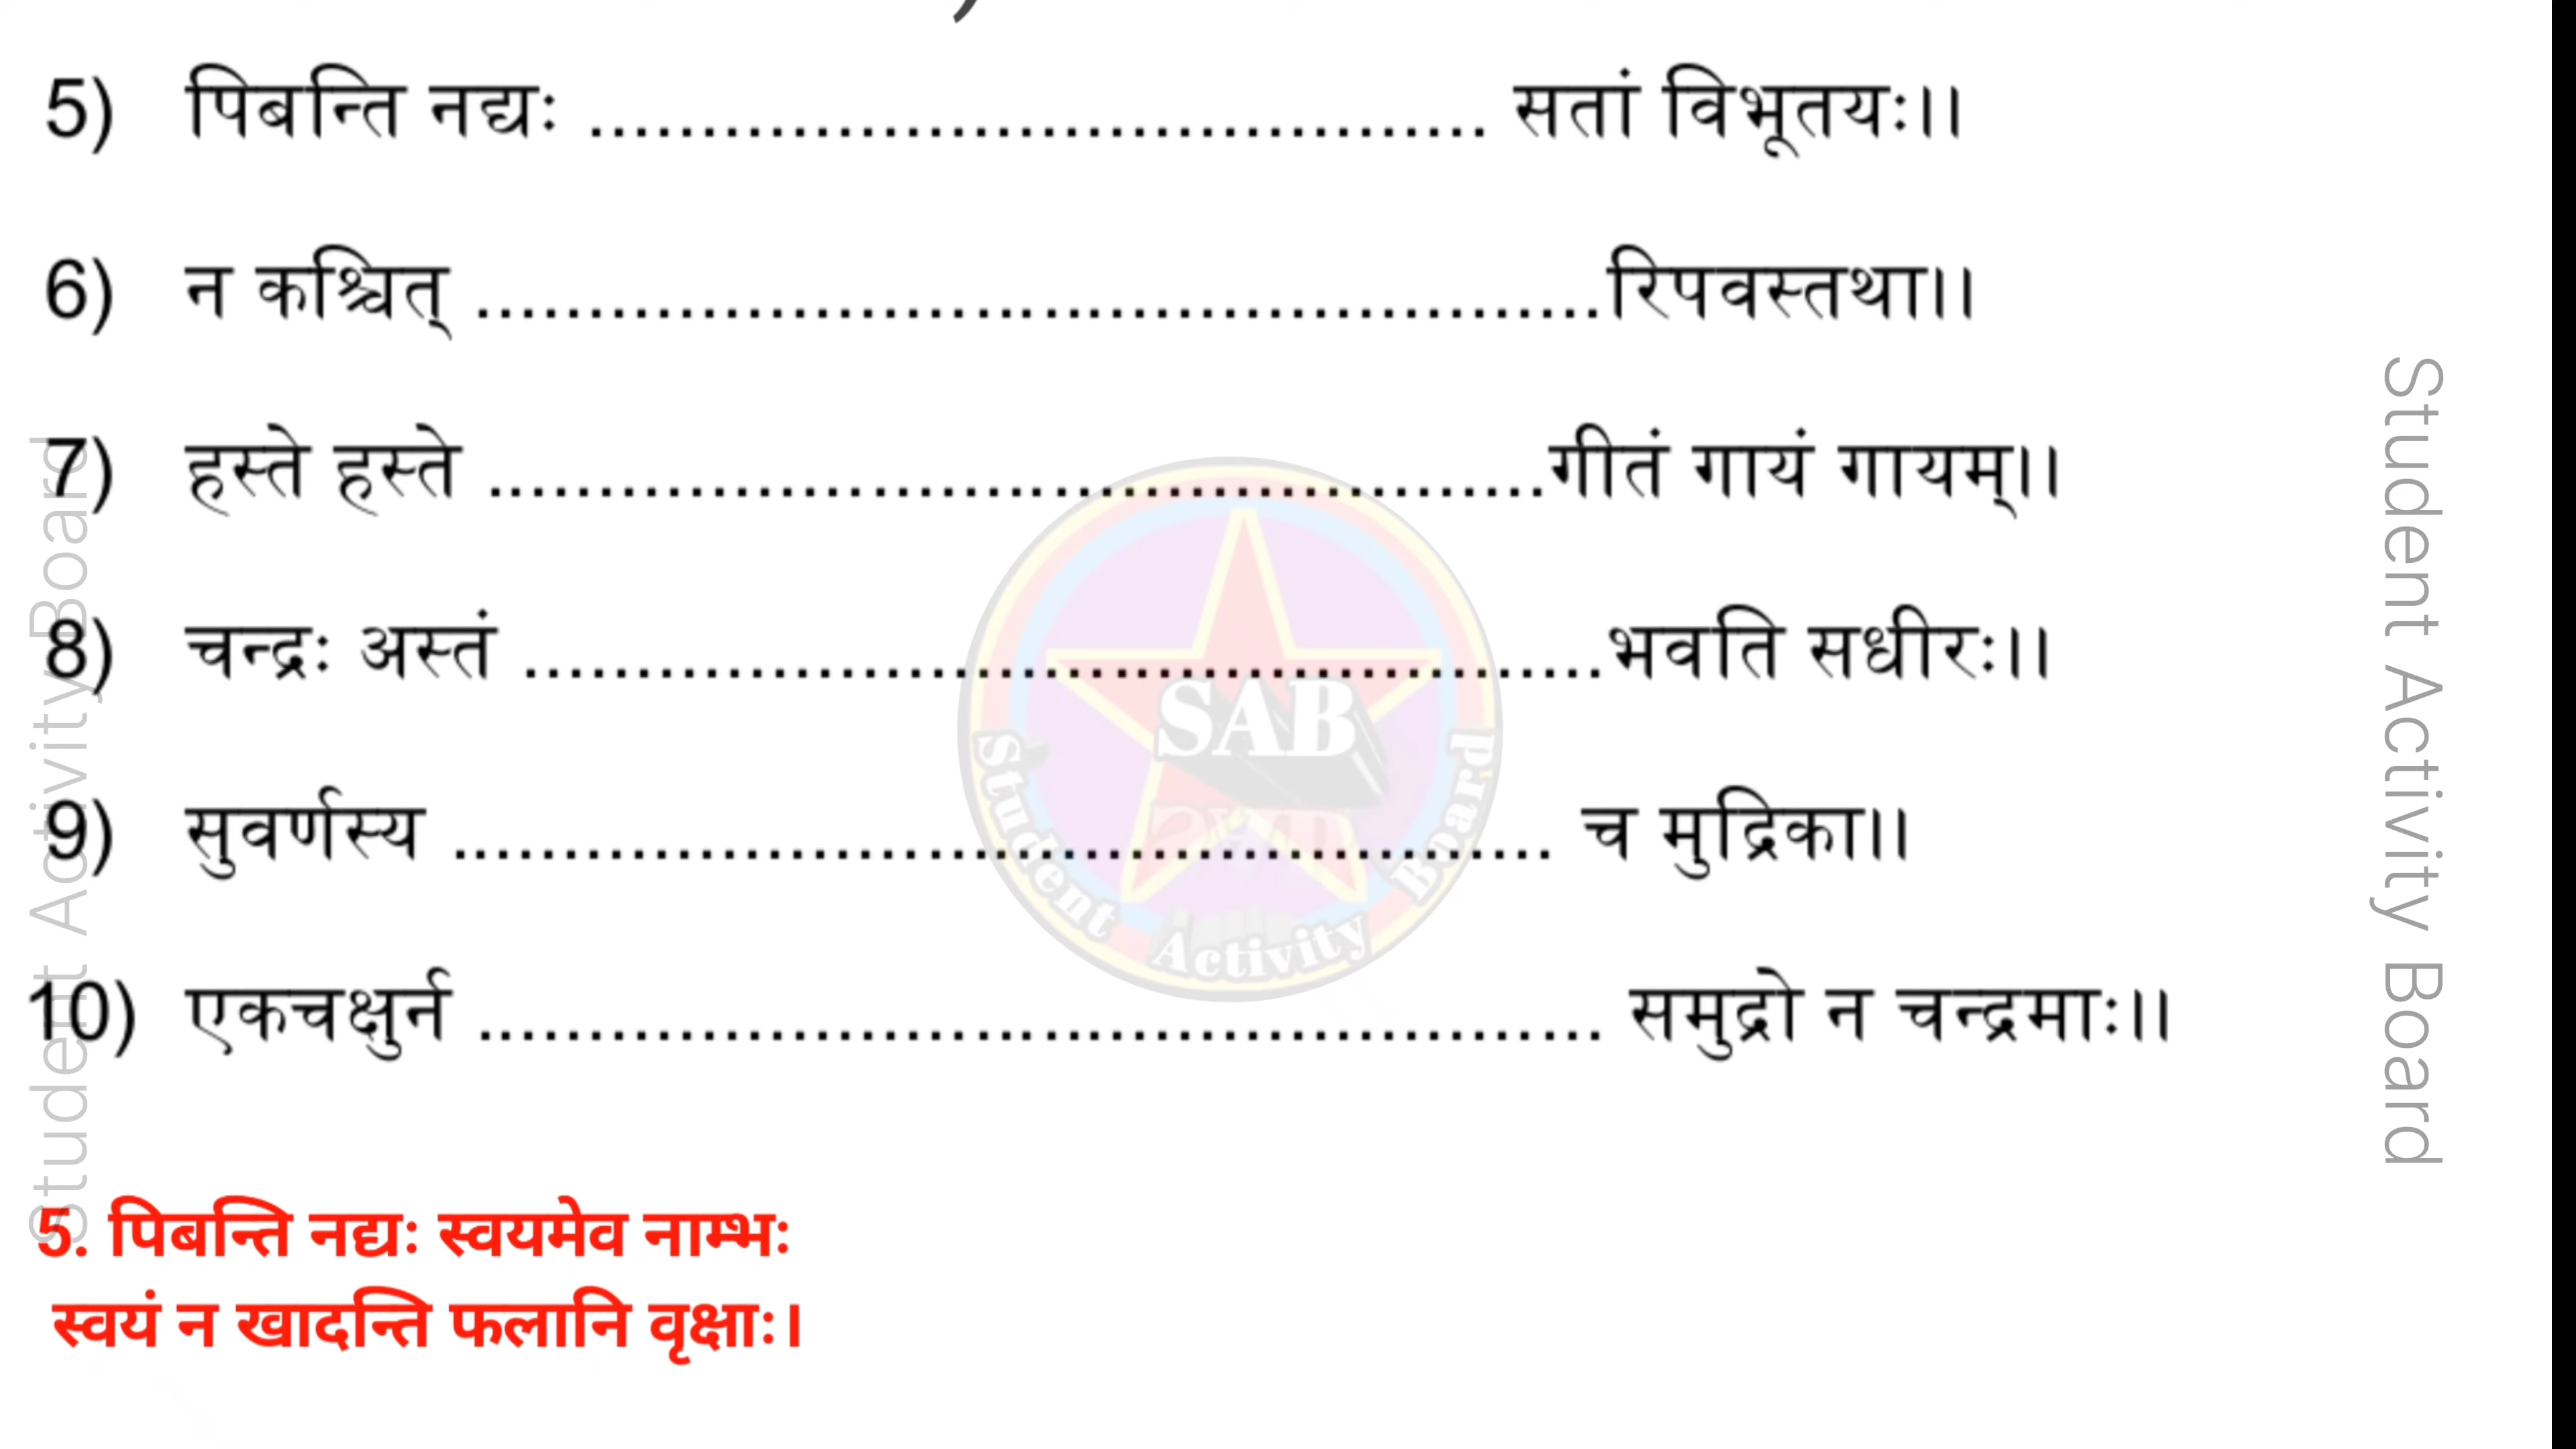 5) पिबन्ति नद्यः ........................................ सतां विभूतयः।।
6) न कश्चित् ..................................................रिपवस्तथा।।
7) हस्ते हस्ते ...............................................गीतं गायं गायम्।।
8) चन्द्रः अस्तं ................................................भवति सधीरः।।
9) सुवर्णस्य ................................................. च मुद्रिका।।
10) एकचक्षुर्न .................................................. समुद्रो न चन्द्रमाः।।
5. पिबन्ति नद्यः स्वयमेव नाम्भः
स्वयं न खादन्ति फलानि वृक्षाः।
SAB
Student Activity Board
Student Activity Board
Student Activity Board